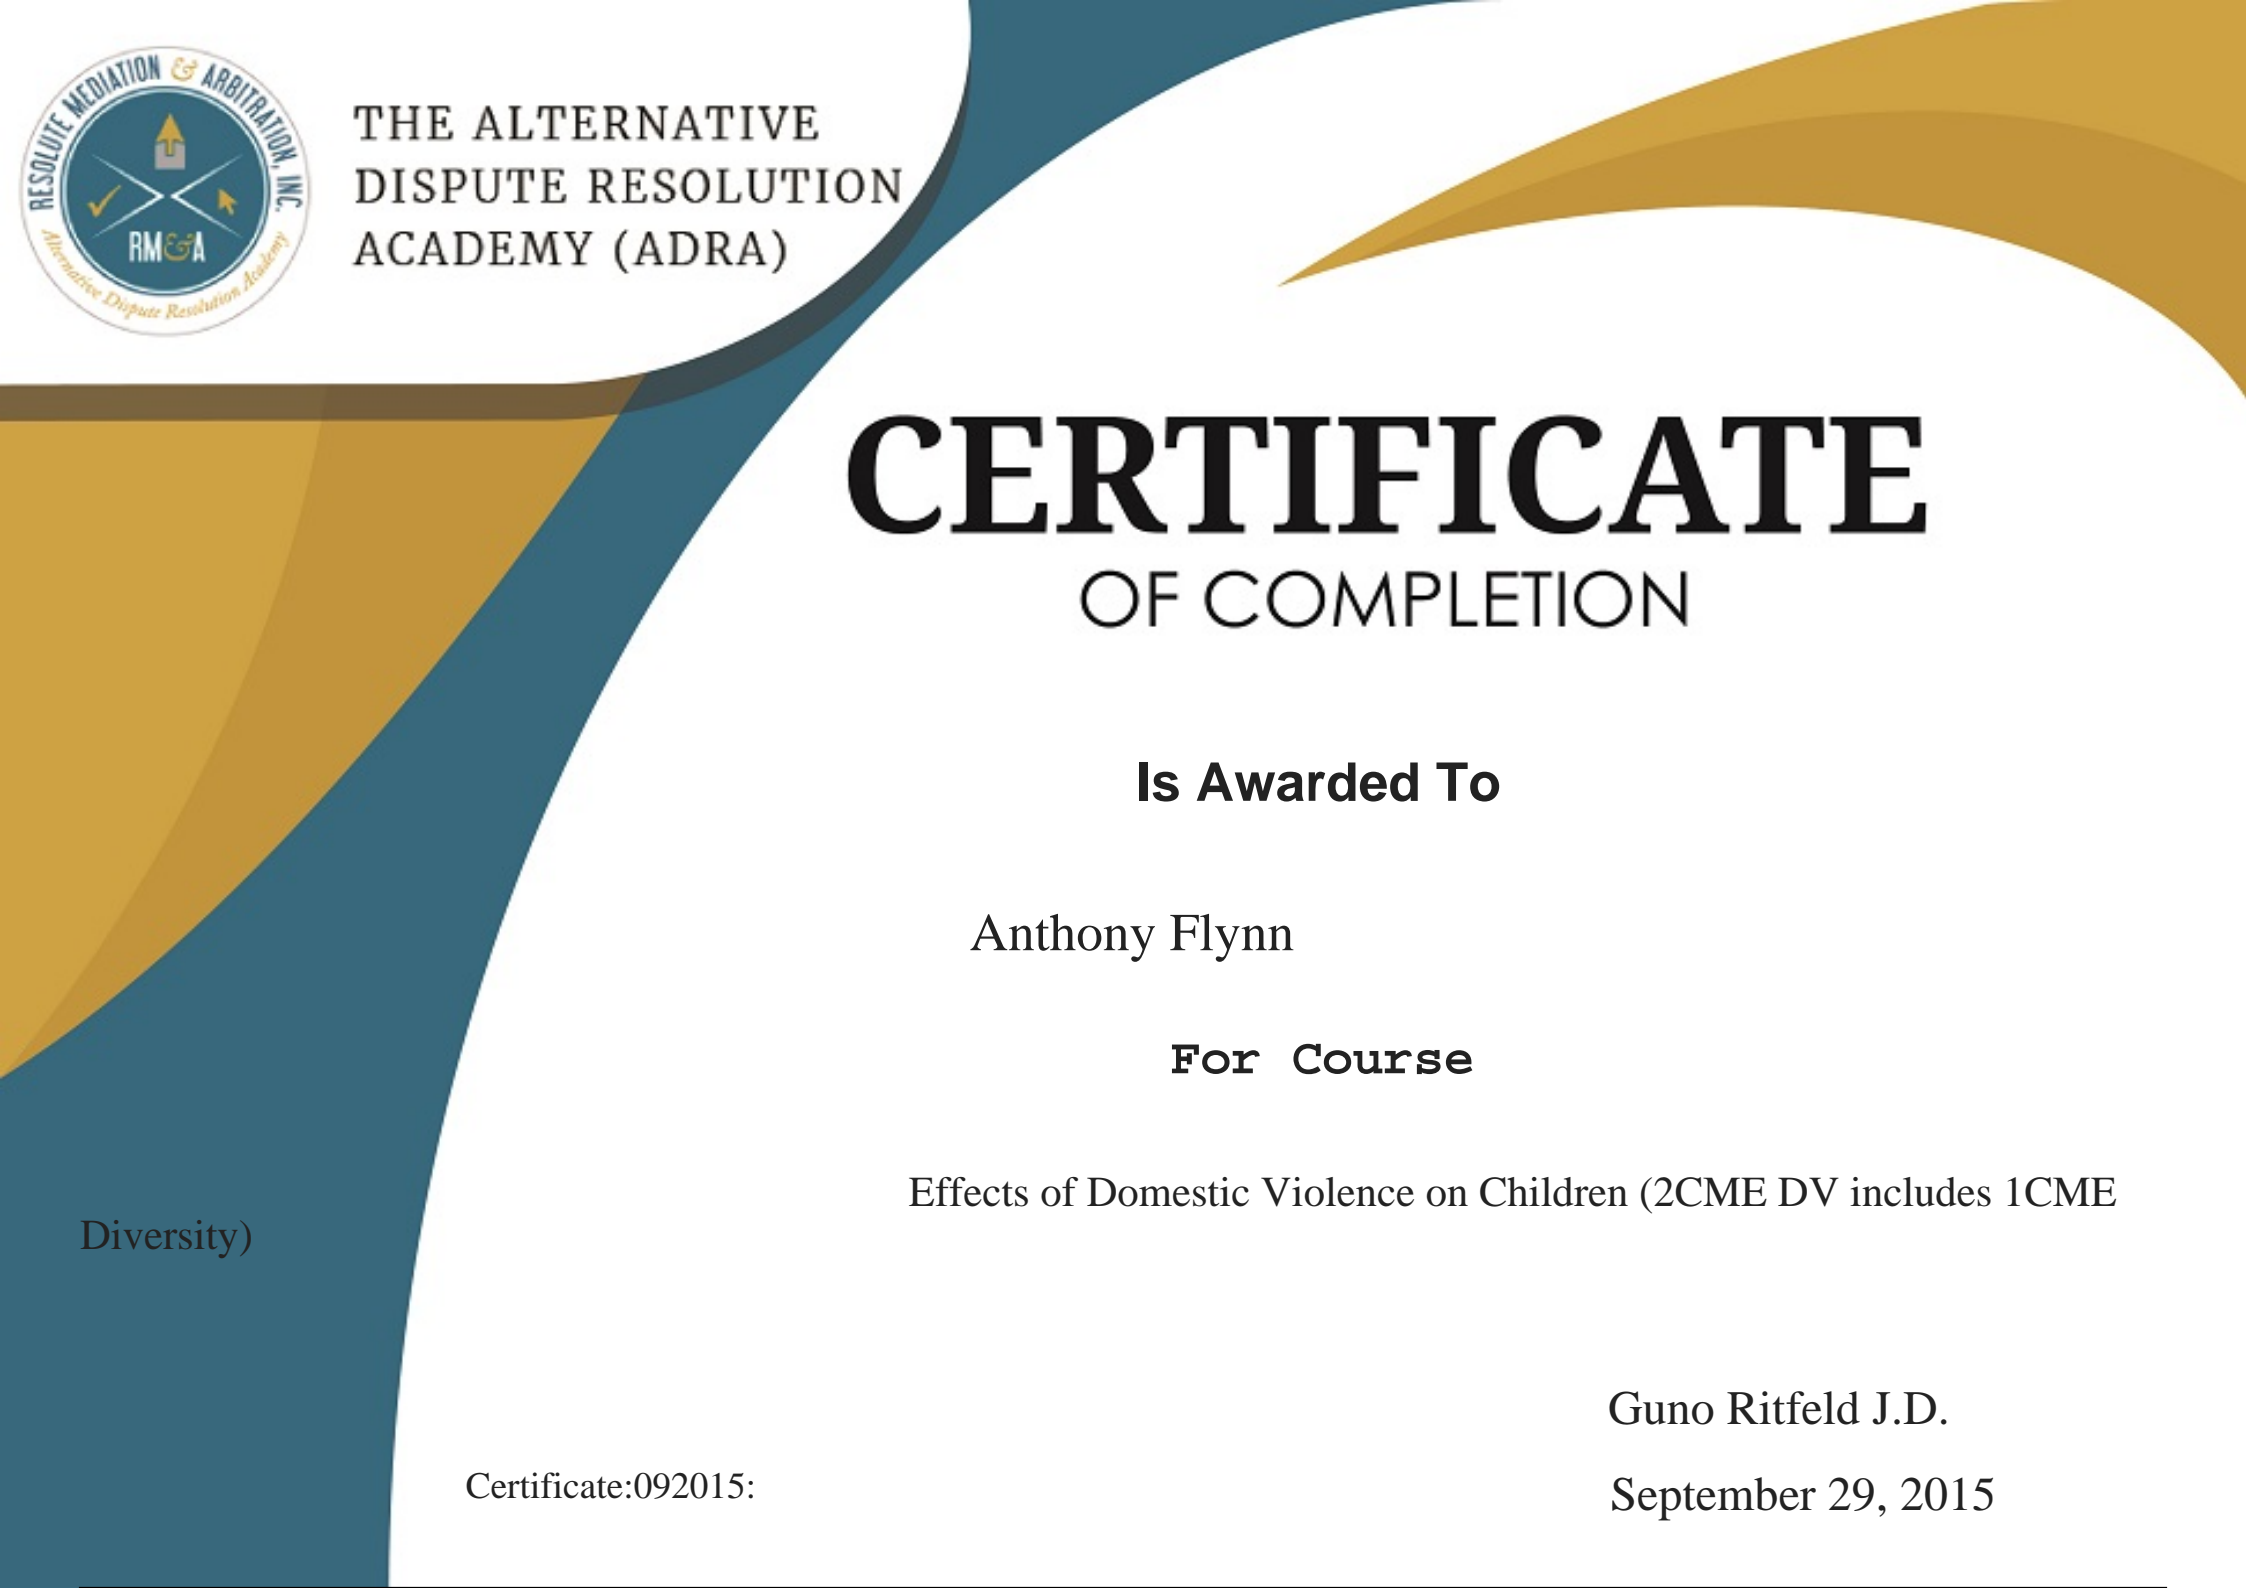 RESOLUTE MEDIATION & ARBITRATION, INC.
RM&A
Alternative Dispute Resolution Academy
THE ALTERNATIVE
DISPUTE RESOLUTION
ACADEMY (ADRA)
CERTIFICATE
OF COMPLETION
Is Awarded To
Anthony Flynn
For Course
Effects of Domestic Violence on Children (2CME DV includes 1CME
Diversity)
Guno Ritfeld J.D.
Certificate:092015:
September 29, 2015